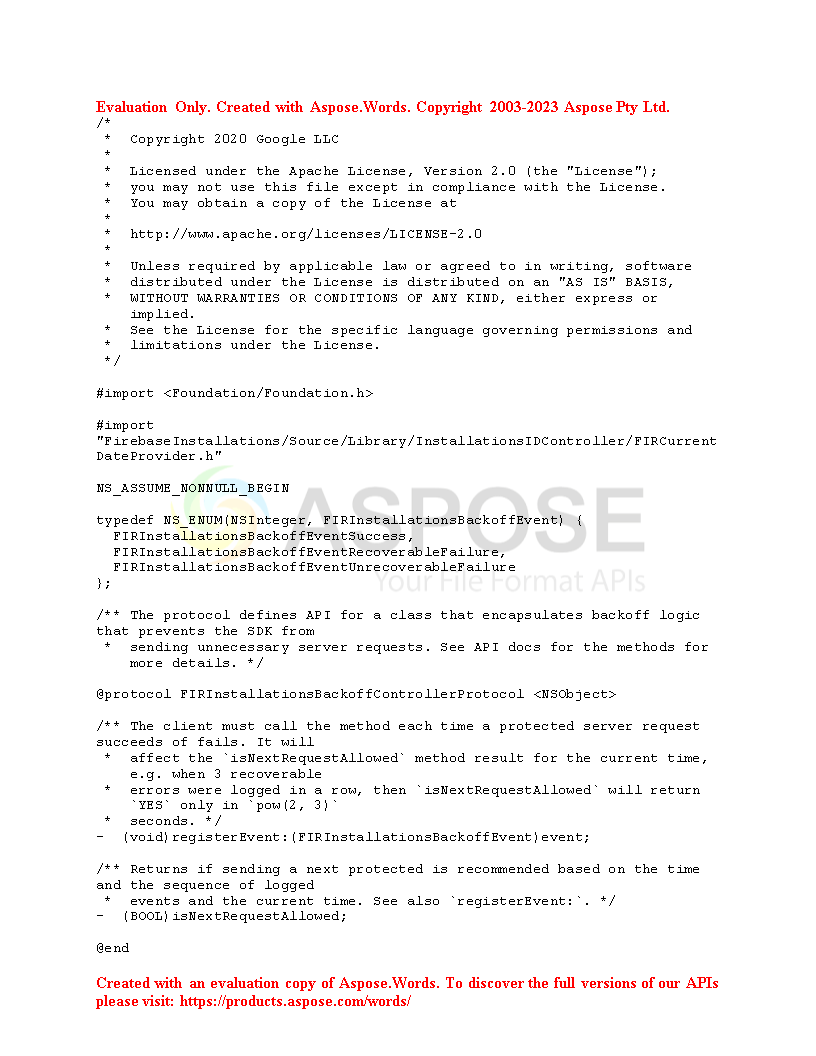 Evaluation Only. Created with Aspose.Words. Copyright 2003-2023 Aspose Pty Ltd.
/*
 *  Copyright 2020 Google LLC
 *
 *  Licensed under the Apache License, Version 2.0 (the "License");
 *  you may not use this file except in compliance with the License.
 *  You may obtain a copy of the License at
 *
 *  http://www.apache.org/licenses/LICENSE-2.0
 *
 *  Unless required by applicable law or agreed to in writing, software
 *  distributed under the License is distributed on an "AS IS" BASIS,
 *  WITHOUT WARRANTIES OR CONDITIONS OF ANY KIND, either express or
    implied.
 *  See the License for the specific language governing permissions and
 *  limitations under the License.
 */

#import <Foundation/Foundation.h>

#import
"FirebaseInstallations/Source/Library/InstallationsIDController/FIRCurrent
DateProvider.h"

NS_ASSUME_NONNULL_BEGIN

typedef NS_ENUM(NSInteger, FIRInstallationsBackoffEvent) {
  FIRInstallationsBackoffEventSuccess,
  FIRInstallationsBackoffEventRecoverableFailure,
  FIRInstallationsBackoffEventUnrecoverableFailure
};
ASPOSE
Your File Format APIs

/** The protocol defines API for a class that encapsulates backoff logic
that prevents the SDK from
 *  sending unnecessary server requests. See API docs for the methods for
    more details. */

@protocol FIRInstallationsBackoffControllerProtocol <NSObject>

/** The client must call the method each time a protected server request
succeeds of fails. It will
 *  affect the `isNextRequestAllowed` method result for the current time,
    e.g. when 3 recoverable
 *  errors were logged in a row, then `isNextRequestAllowed` will return
    `YES` only in `pow(2, 3)`
 *  seconds. */
-  (void)registerEvent:(FIRInstallationsBackoffEvent)event;

/** Returns if sending a next protected is recommended based on the time
and the sequence of logged
 *  events and the current time. See also `registerEvent:`. */
-  (BOOL)isNextRequestAllowed;

@end

Created with an evaluation copy of Aspose.Words. To discover the full versions of our APIs
please visit: https://products.aspose.com/words/